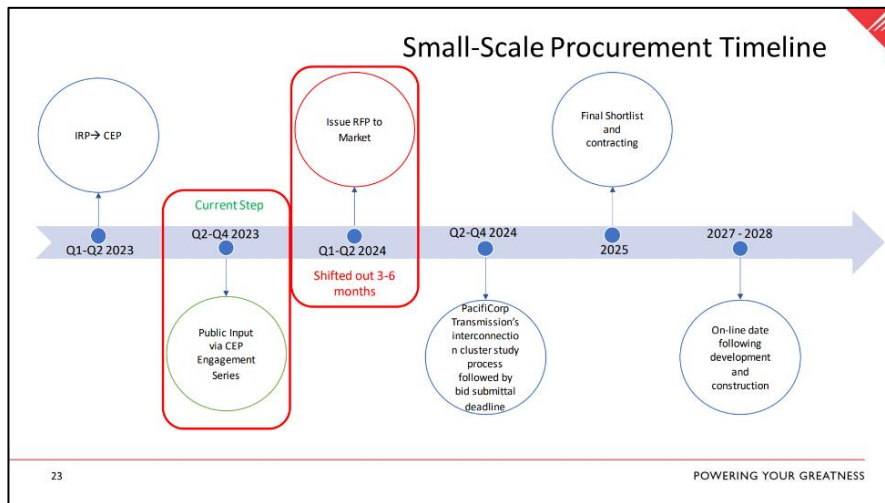 Small-Scale Procurement Timeline
IRP→ CEP
Issue RFP to
Market
Final Shortlist
and
contracting
Current Step
Q1-Q2 2023
Q2-Q4 2023
Q1-Q2 2024
Q2-Q4 2024
2025
2027 - 2028
Shifted out 3-6
months
Public Input
via CEP
Engagement
Series
PacifiCorp
Transmission's
interconnectio
n cluster study
process
followed by
bid submittal
deadline
On-line date
following
development
and
construction
23
POWERING YOUR GREATNESS